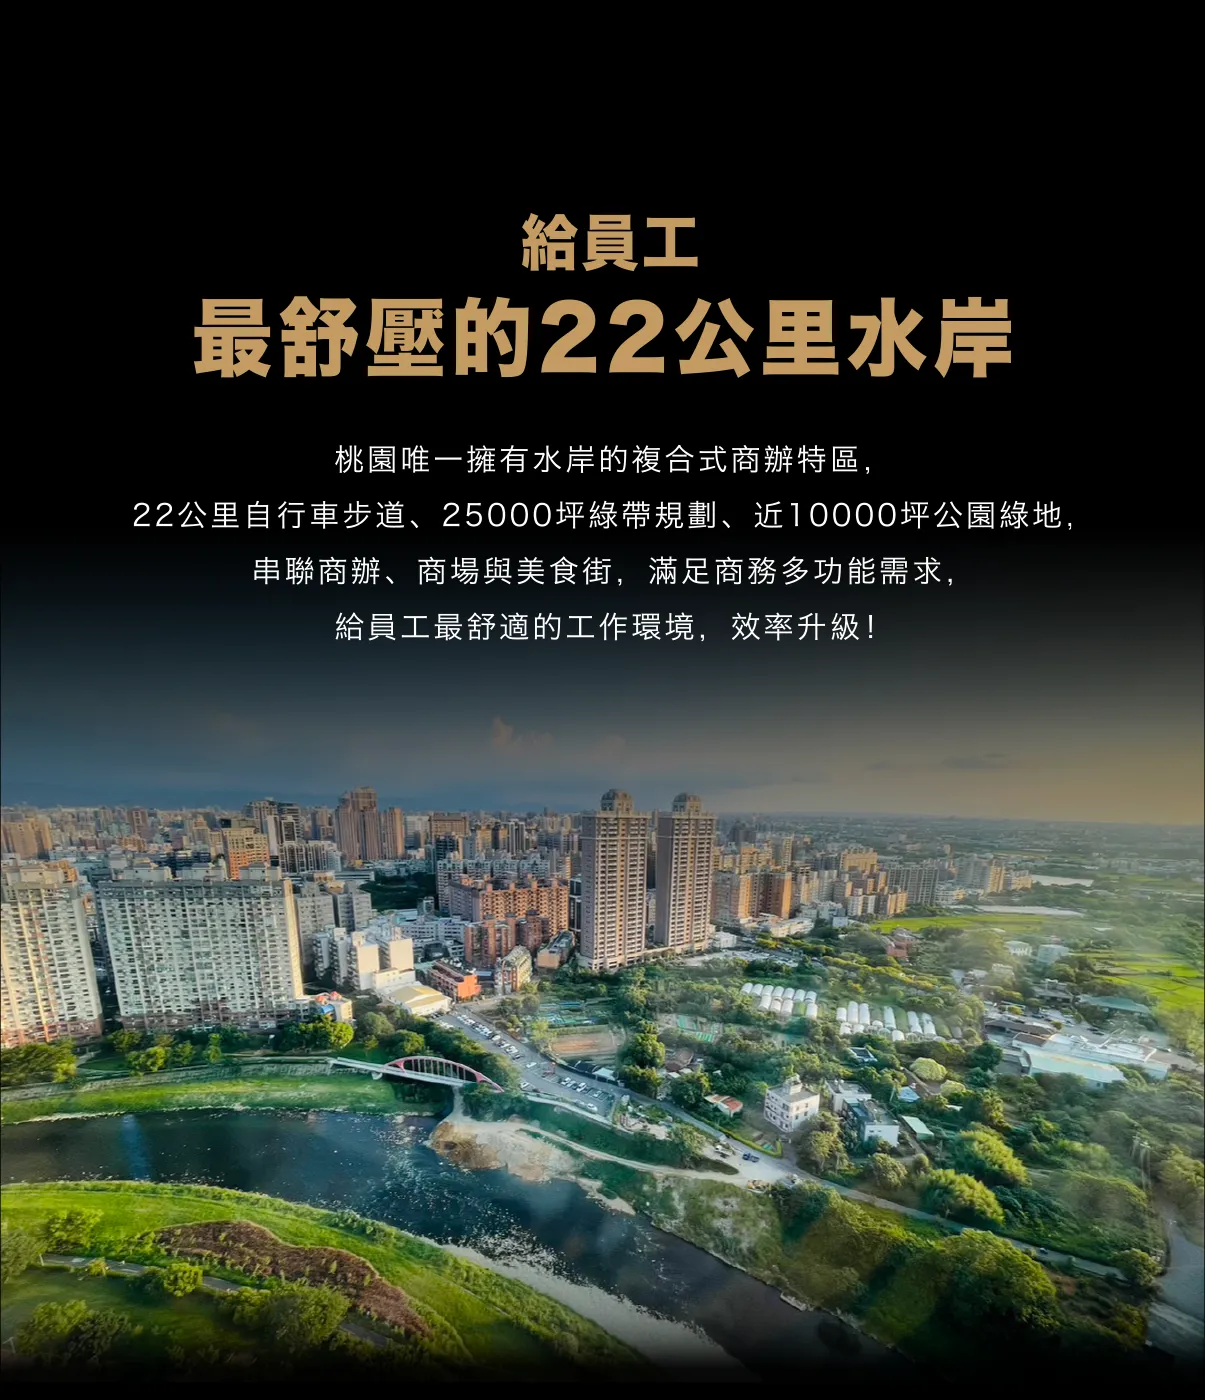 給員工
最舒壓的22公里水岸
桃園唯一擁有水岸的複合式商辦特區,
22公里自行車步道、25000坪綠帶規劃、近10000坪公園綠地,
串聯商辦、商場與美食街, 滿足商務多功能需求,
給員工最舒適的工作環境, 效率升級!